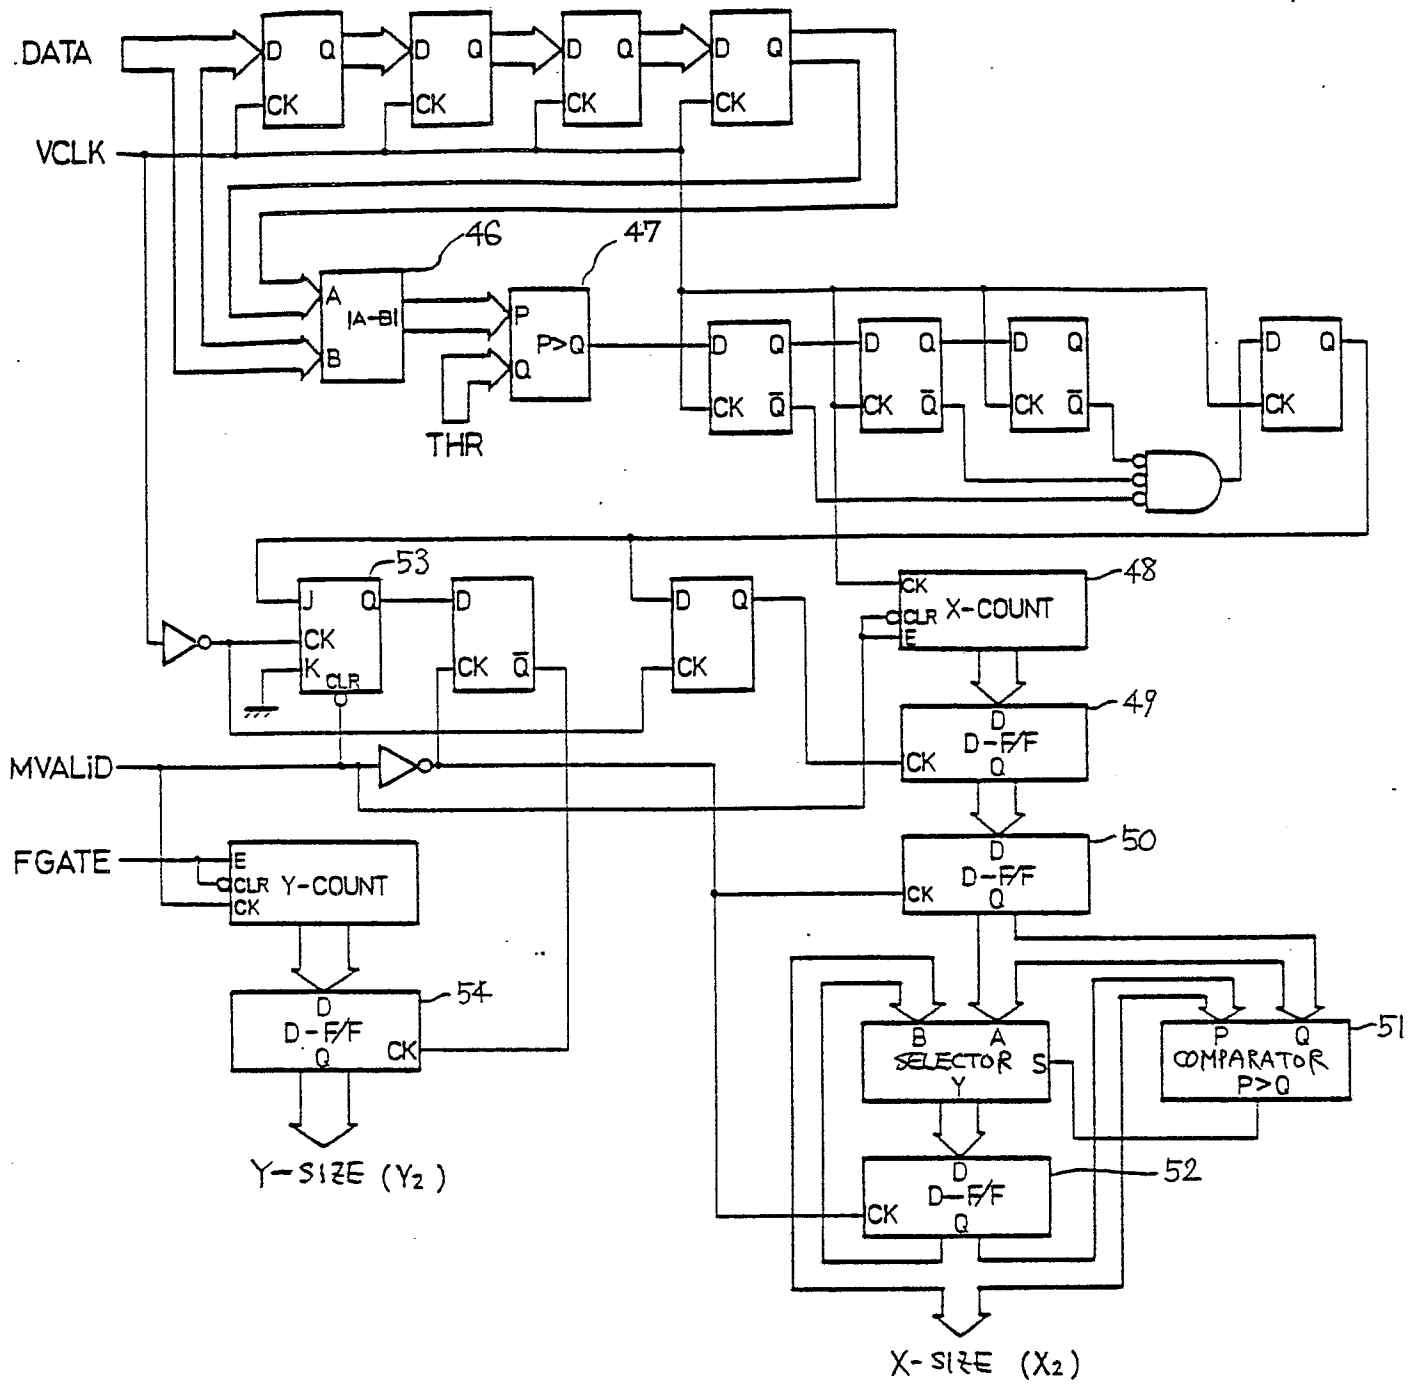 .DATA
D Q D Q D Q D Q
CK CK CK CK
VCLK
46 47
A |A-B| B
P P>Q Q
THR
D Q D Q D Q D Q
CK Q̅ CK Q̅ CK Q̅ CK
53
J Q D D Q
CK CK Q̅ CK
K CLR
48
CK
CLR X-COUNT
E
49
D
D-F/F
CK Q
MVALiD
50
D
D-F/F
CK Q
FGATE
E
CLR Y-COUNT
CK
54
D
D-F/F
Q CK
Y-SIZE (Y2)
B A
SELECTOR S
Y
51
P Q
COMPARATOR
P>Q
52
D
D-F/F
CK Q
X-SIZE (X2)